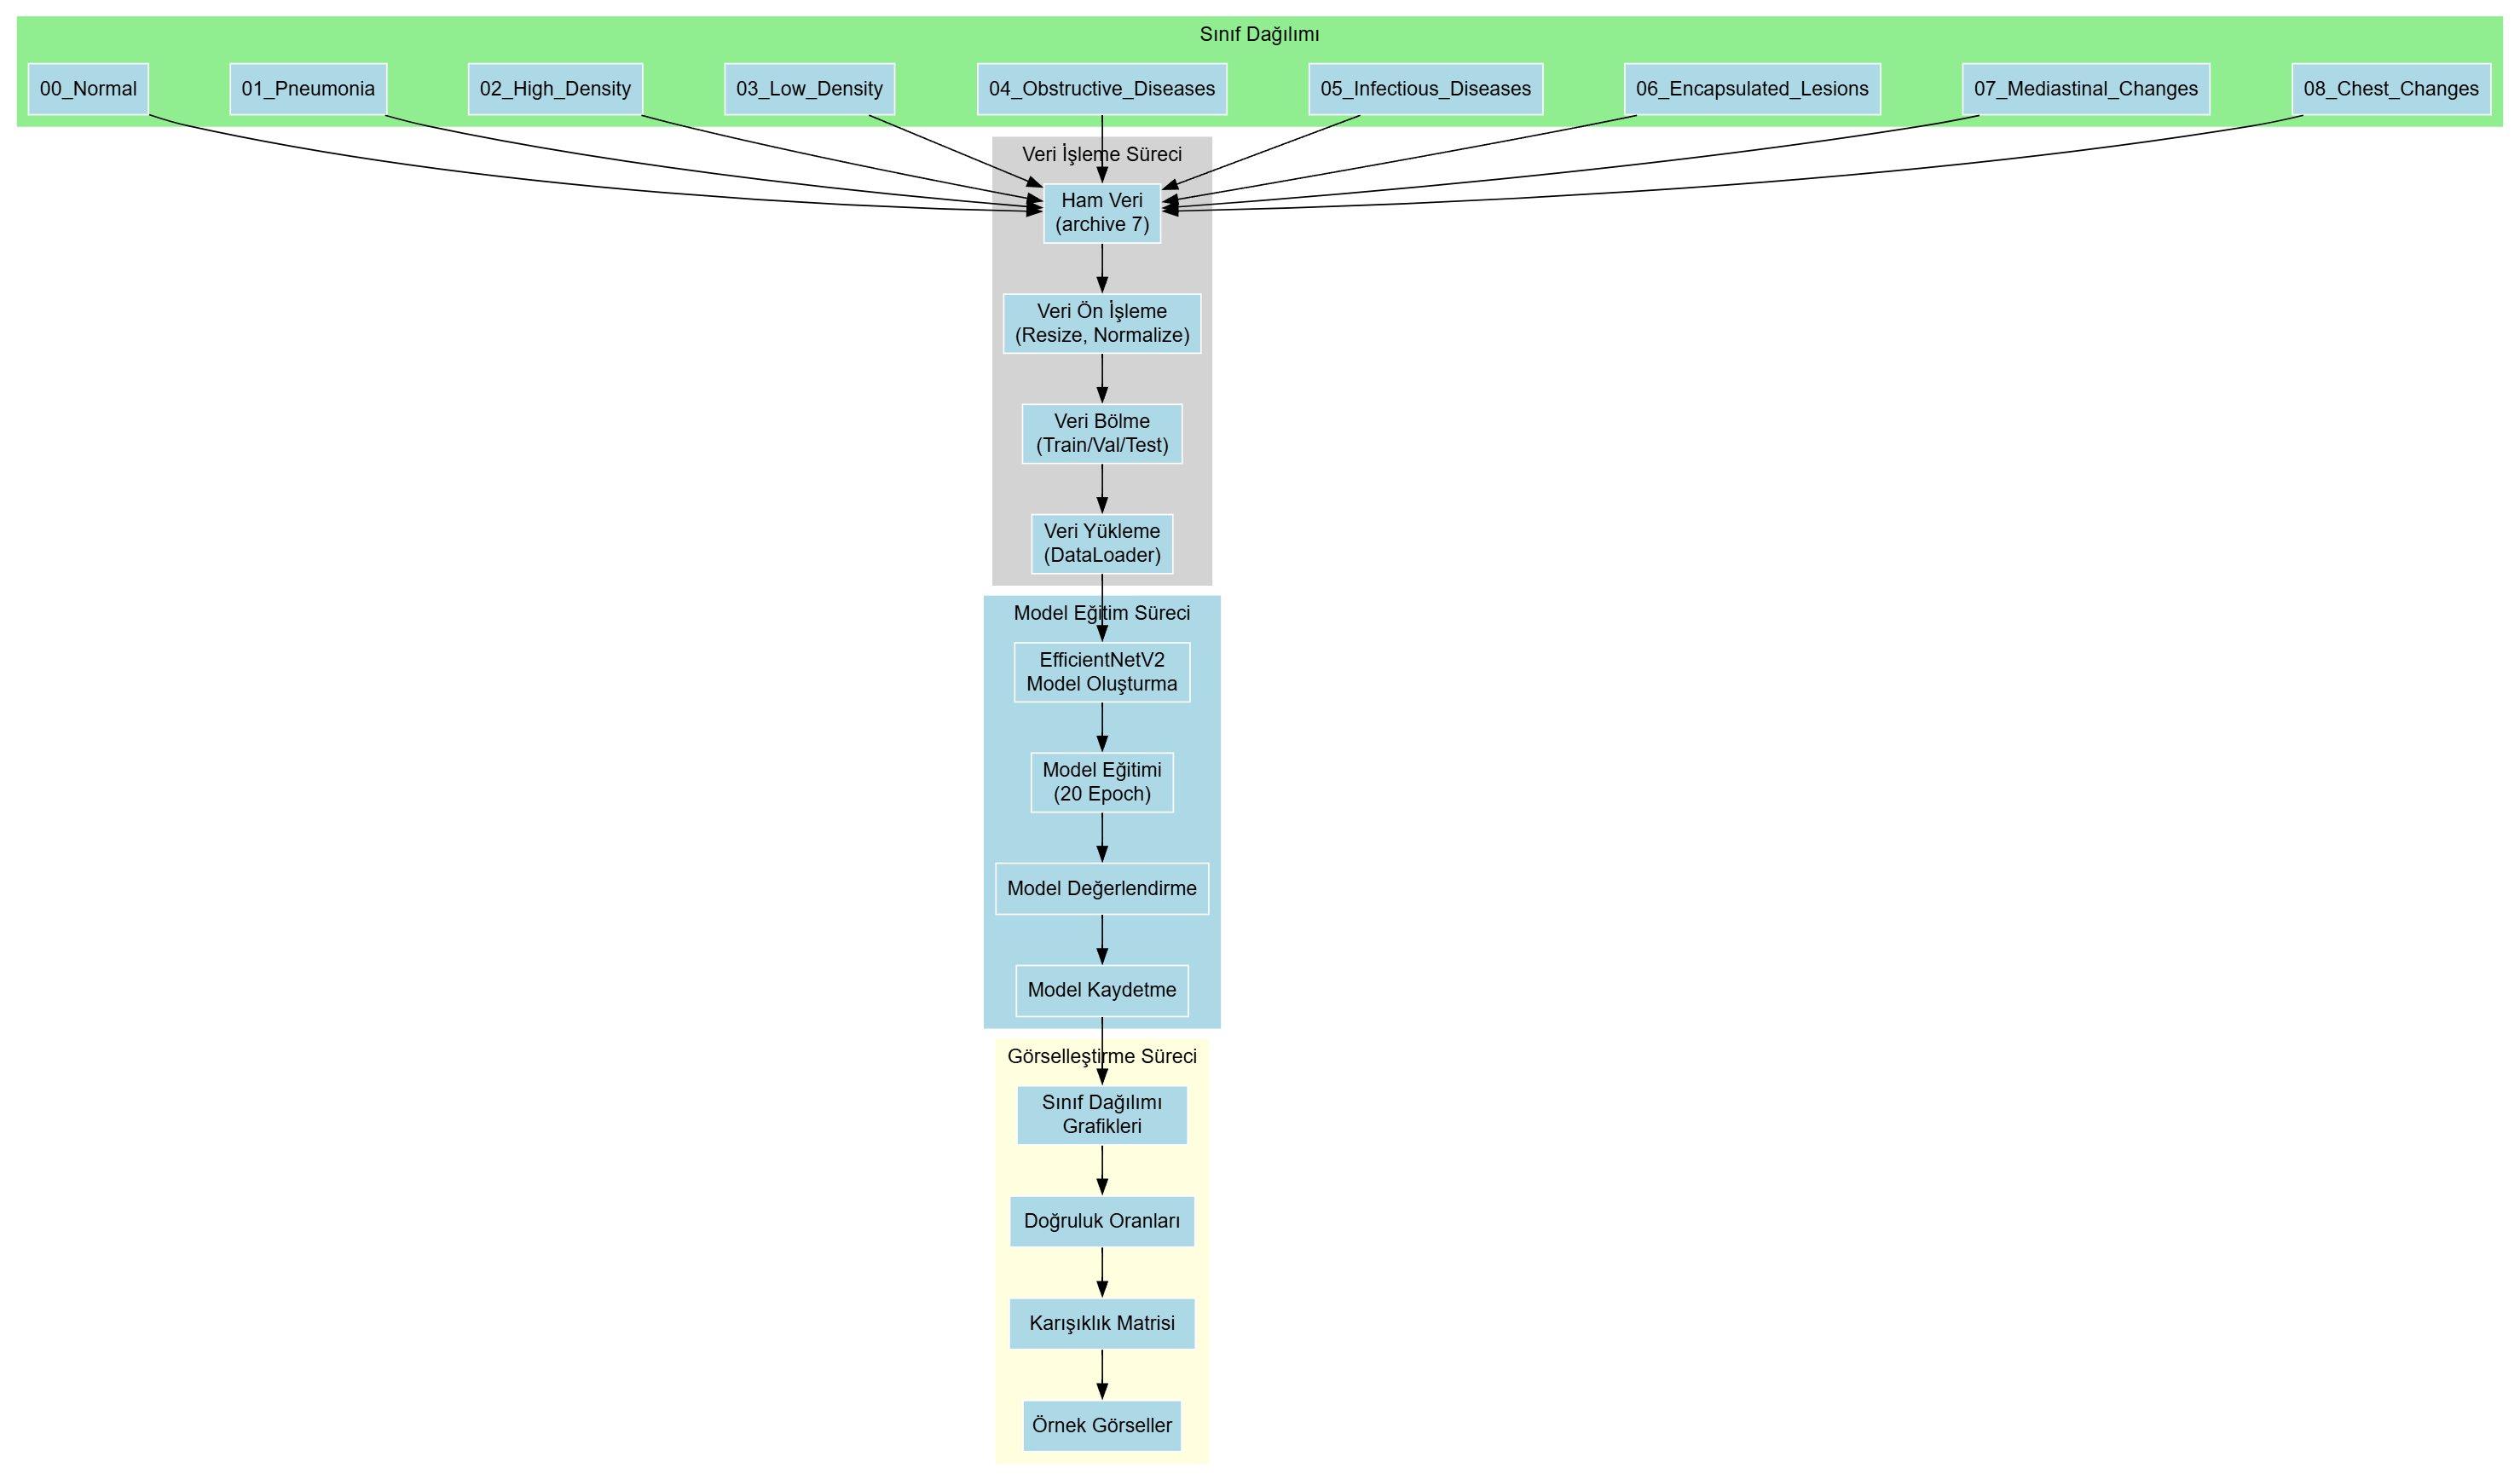 Sınıf Dağılımı
00_Normal
01_Pneumonia
02_High_Density
03_Low_Density
04_Obstructive_Diseases
05_Infectious_Diseases
06_Encapsulated_Lesions
07_Mediastinal_Changes
08_Chest_Changes
Veri İşleme Süreci
Ham Veri
(archive 7)
Veri Ön İşleme
(Resize, Normalize)
Veri Bölme
(Train/Val/Test)
Veri Yükleme
(DataLoader)
Model Eğitim Süreci
EfficientNetV2
Model Oluşturma
Model Eğitimi
(20 Epoch)
Model Değerlendirme
Model Kaydetme
Görselleştirme Süreci
Sınıf Dağılımı
Grafikleri
Doğruluk Oranları
Karışıklık Matrisi
Örnek Görseller